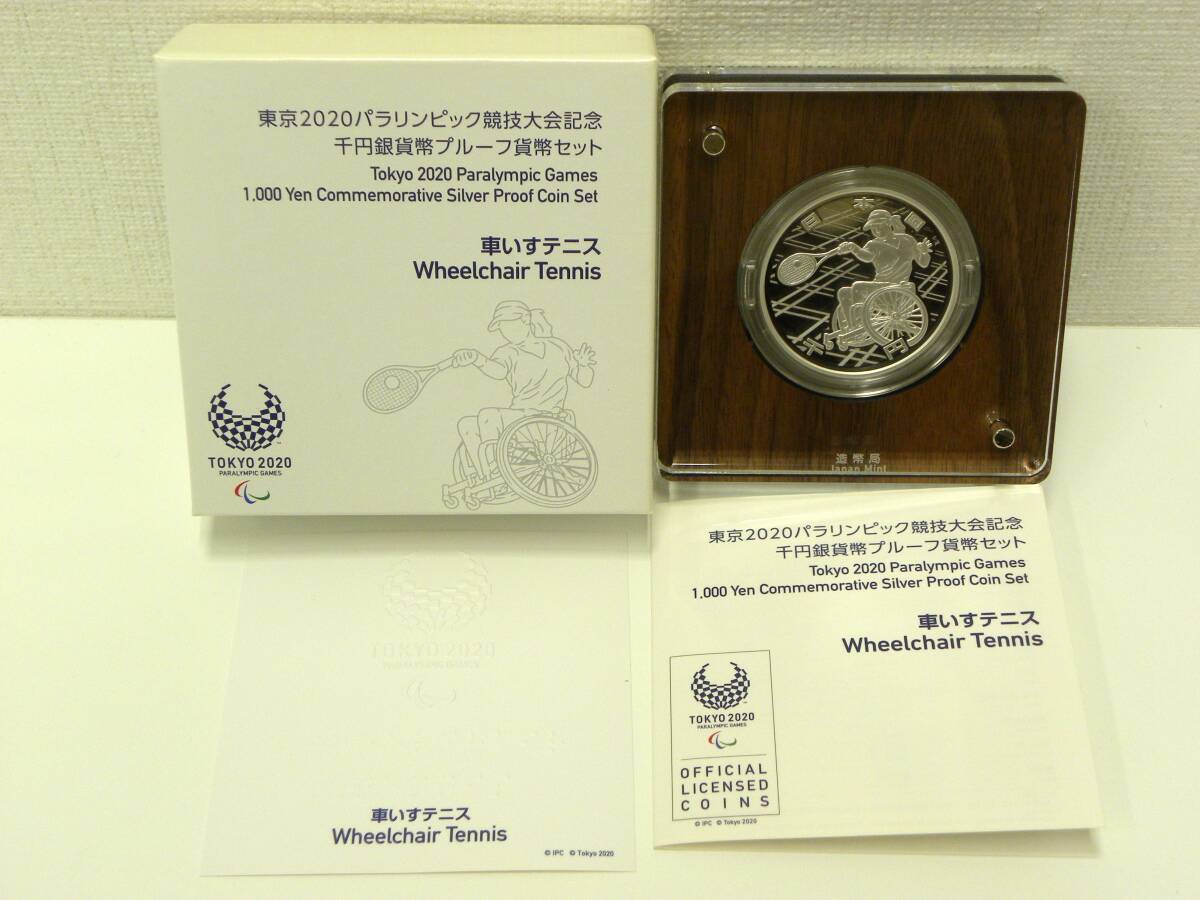 東京2020パラリンピック競技大会記念
千円銀貨幣プルーフ貨幣セット
Tokyo 2020 Paralympic Games
1,000 Yen Commemorative Silver Proof Coin Set
車いすテニス
Wheelchair Tennis
TOKYO 2020
PARALYMPIC GAMES
日本国
千円
造幣局
Japan Mint
TOKYO 2020
PARALYMPIC GAMES
車いすテニス
Wheelchair Tennis
© IPC © Tokyo 2020
東京2020パラリンピック競技大会記念
千円銀貨幣プルーフ貨幣セット
Tokyo 2020 Paralympic Games
1,000 Yen Commemorative Silver Proof Coin Set
車いすテニス
Wheelchair Tennis
TOKYO 2020
PARALYMPIC GAMES
OFFICIAL
LICENSED
COINS
© IPC © Tokyo 2020